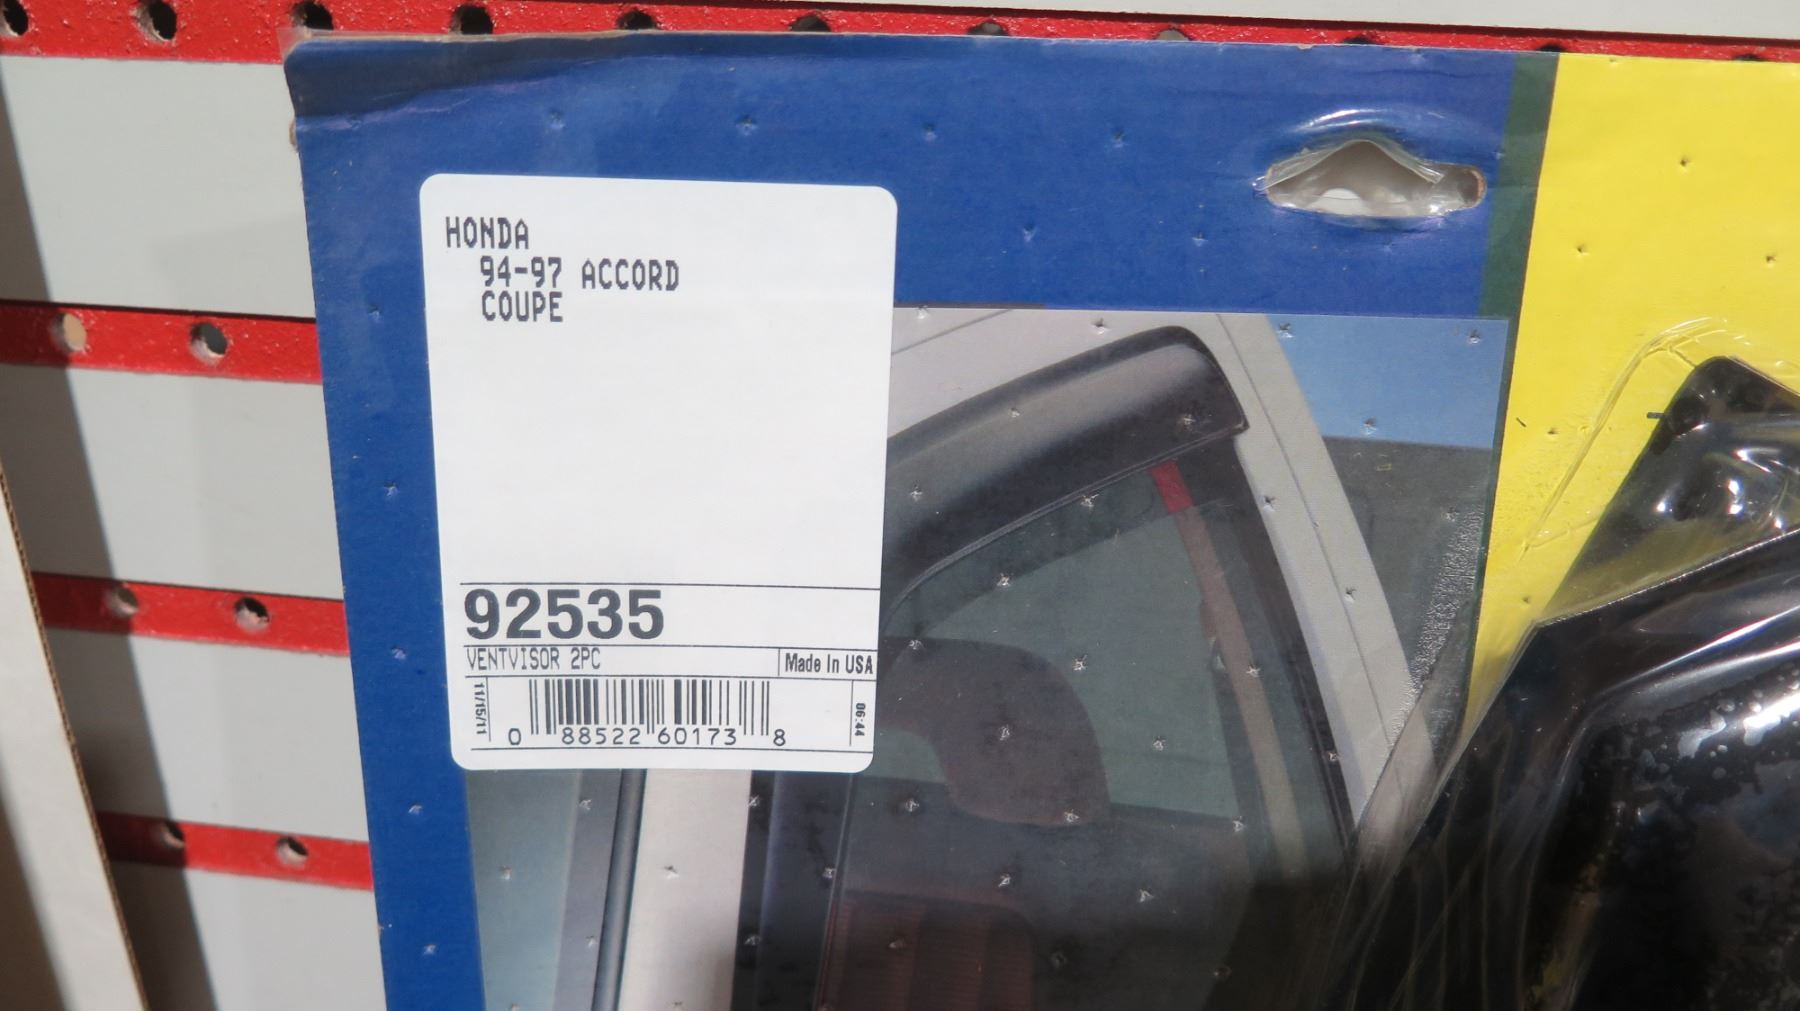 HONDA
94-97 ACCORD
COUPE
92535
VENTVISOR 2PC
Made In USA
11/15/11
06:44
0 88522 60173 8